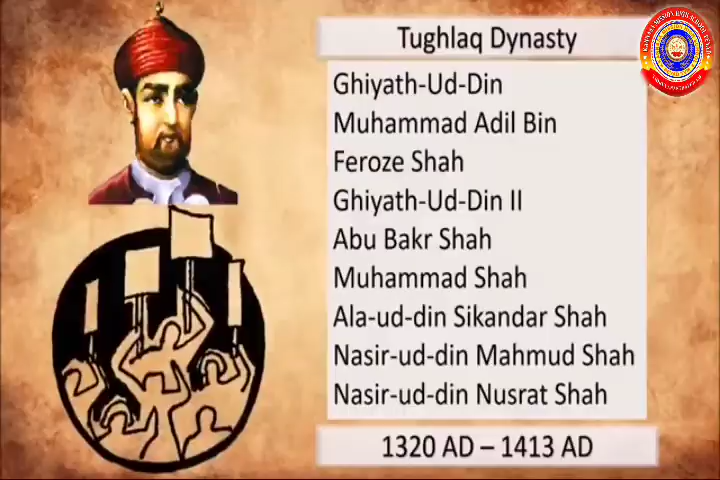 Tughlaq Dynasty
Ghiyath-Ud-Din
Muhammad Adil Bin
Feroze Shah
Ghiyath-Ud-Din II
Abu Bakr Shah
Muhammad Shah
Ala-ud-din Sikandar Shah
Nasir-ud-din Mahmud Shah
Nasir-ud-din Nusrat Shah
1320 AD – 1413 AD